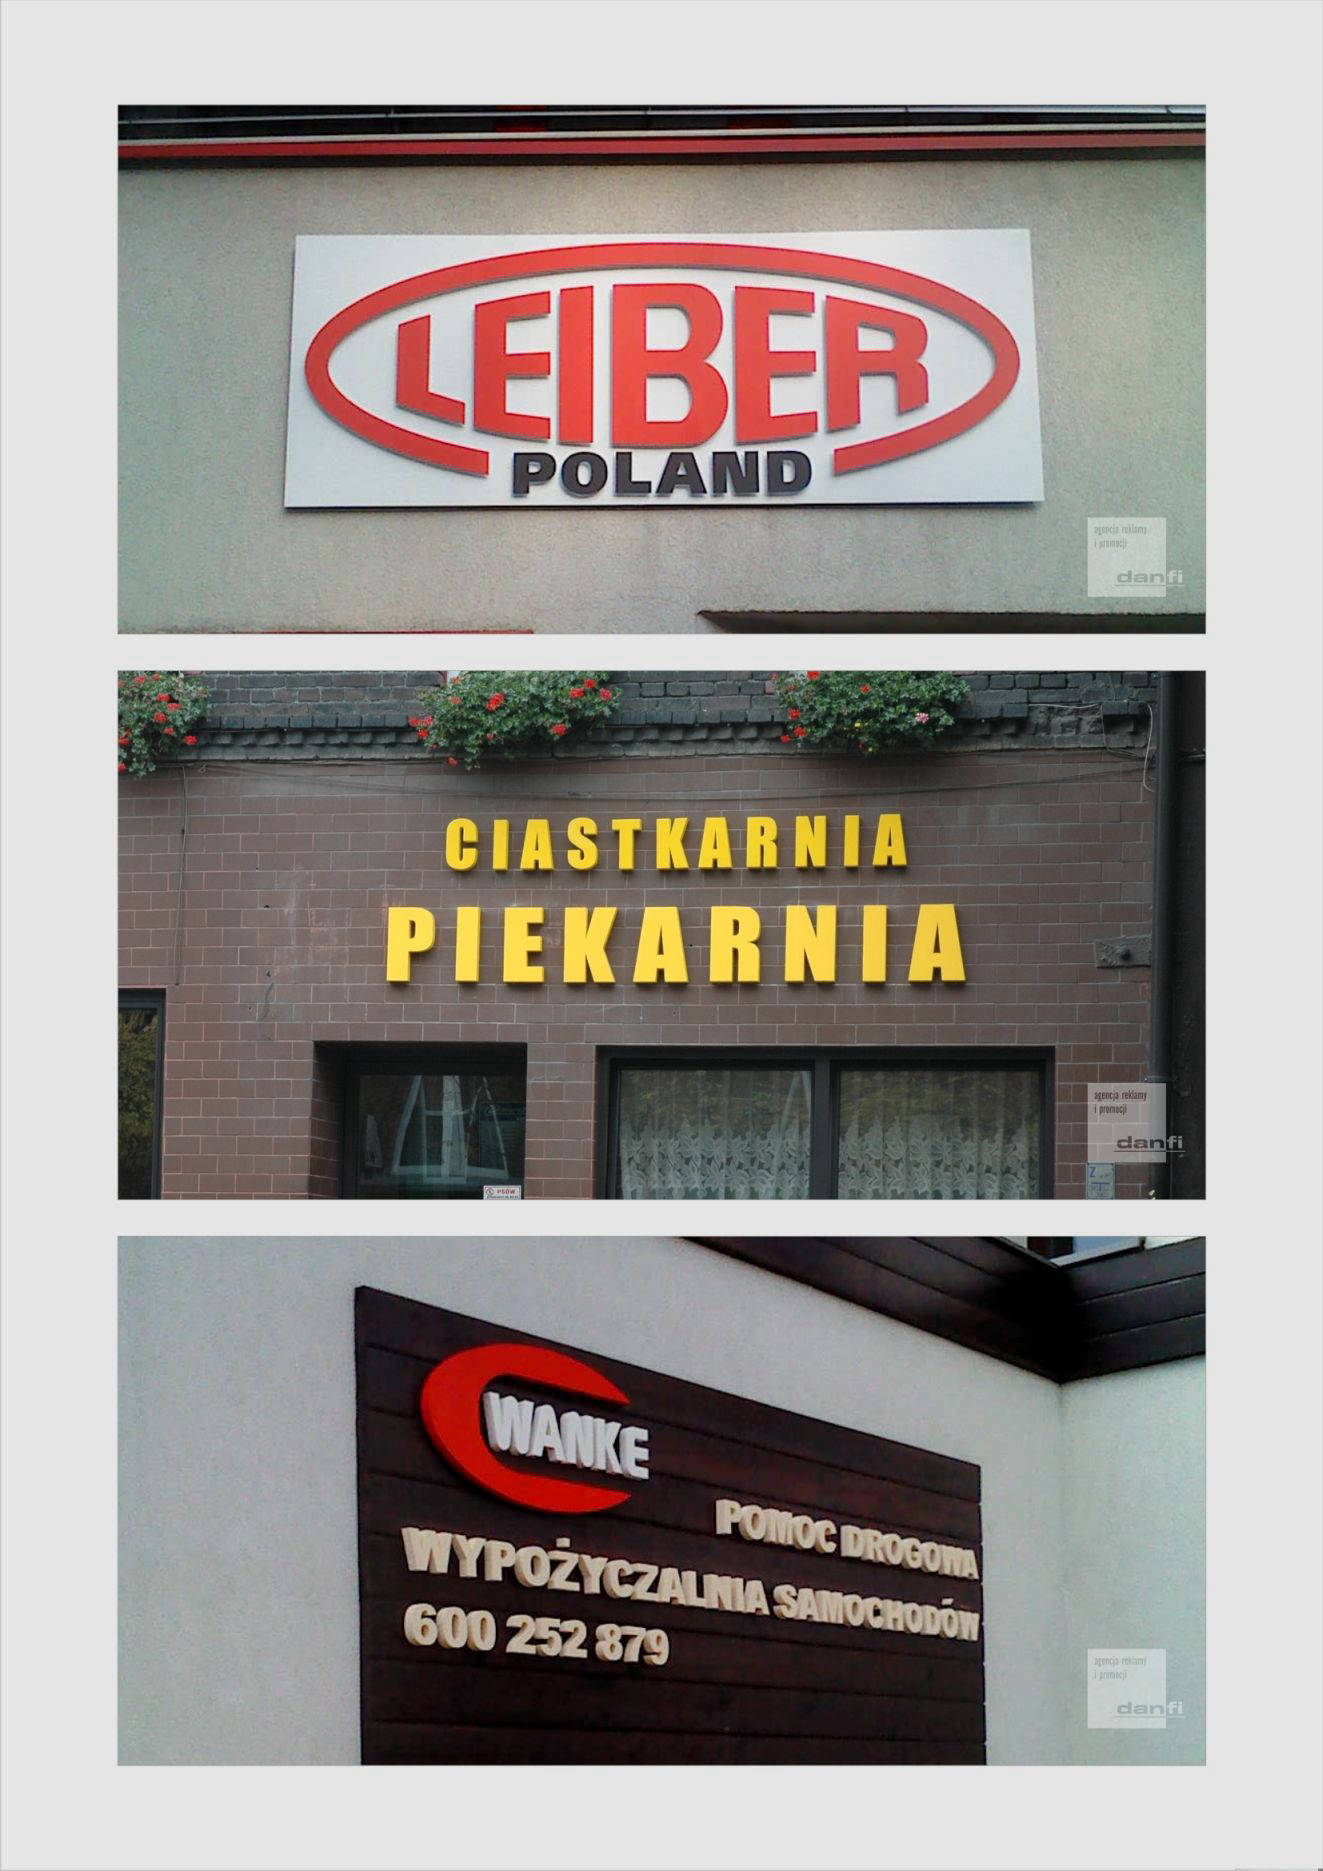 LEIBER
POLAND
agencja reklamy
i promocji
danfi
CIASTKARNIA
PIEKARNIA
PSÓW
agencja reklamy
i promocji
danfi
Z
WANKE
POMOC DROGOWA
WYPOŻYCZALNIA SAMOCHODÓW
600 252 879
agencja reklamy
i promocji
danfi